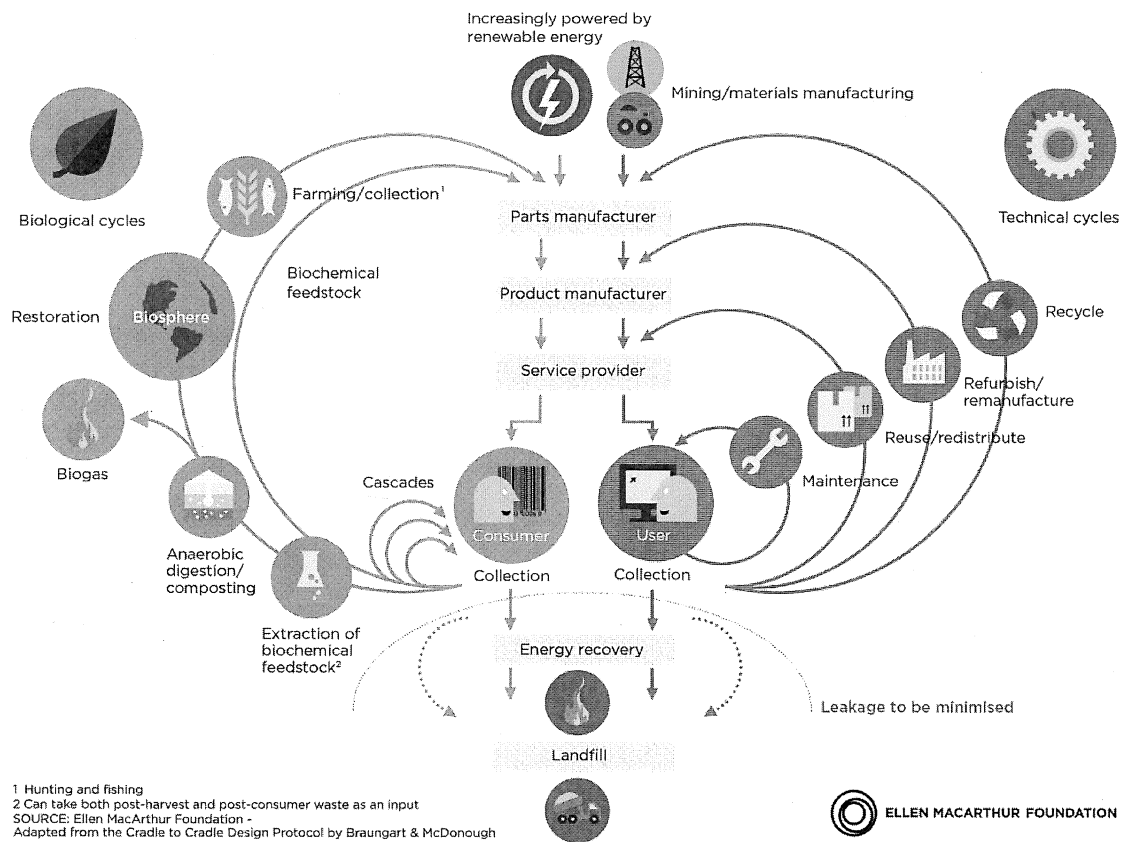 Increasingly powered by
renewable energy
Mining/materials manufacturing
Biological cycles
Farming/collection¹
Parts manufacturer
Technical cycles
Biochemical
feedstock
Product manufacturer
Restoration
Biosphere
Recycle
Service provider
Refurbish/
remanufacture
Biogas
Reuse/redistribute
Cascades
Maintenance
Consumer
User
Anaerobic
digestion/
composting
Collection
Collection
Extraction of
biochemical
feedstock²
Energy recovery
Leakage to be minimised
Landfill
1 Hunting and fishing
2 Can take both post-harvest and post-consumer waste as an input
SOURCE: Ellen MacArthur Foundation -
Adapted from the Cradle to Cradle Design Protocol by Braungart & McDonough
ELLEN MACARTHUR FOUNDATION